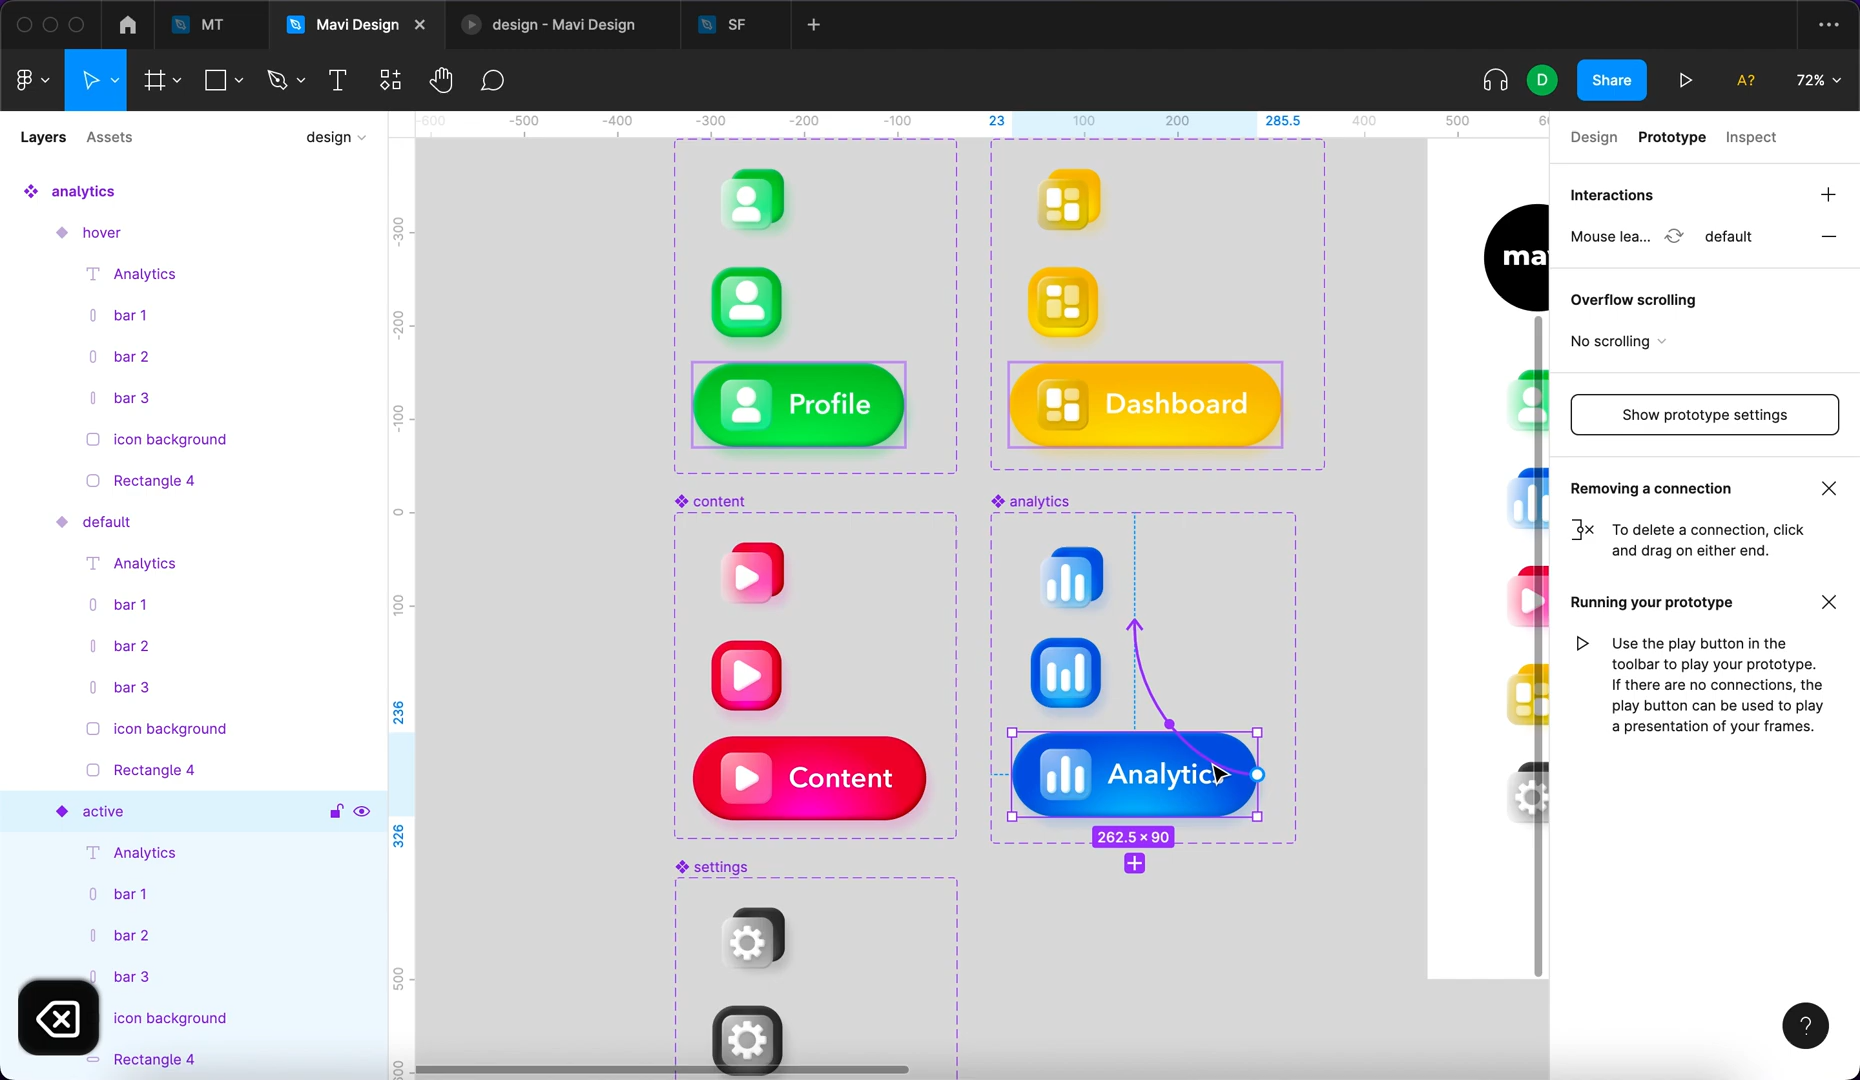 MT
Mavi Design
design - Mavi Design
SF
D
Share
A?
72%
Layers
Assets
design
-600
-500
-400
-300
-200
-100
23
100
200
285.5
400
500
Design
Prototype
Inspect
analytics
hover
Analytics
bar 1
bar 2
bar 3
icon background
Rectangle 4
default
Analytics
bar 1
bar 2
bar 3
icon background
Rectangle 4
active
Analytics
bar 1
bar 2
bar 3
icon background
Rectangle 4
-300
-200
-100
0
100
236
326
500
Profile
Dashboard
content
analytics
Content
Analytics
262.5 × 90
settings
Interactions
Mouse lea...
default
Overflow scrolling
No scrolling
Show prototype settings
Removing a connection
To delete a connection, click
and drag on either end.
Running your prototype
Use the play button in the
toolbar to play your prototype.
If there are no connections, the
play button can be used to play
a presentation of your frames.
?